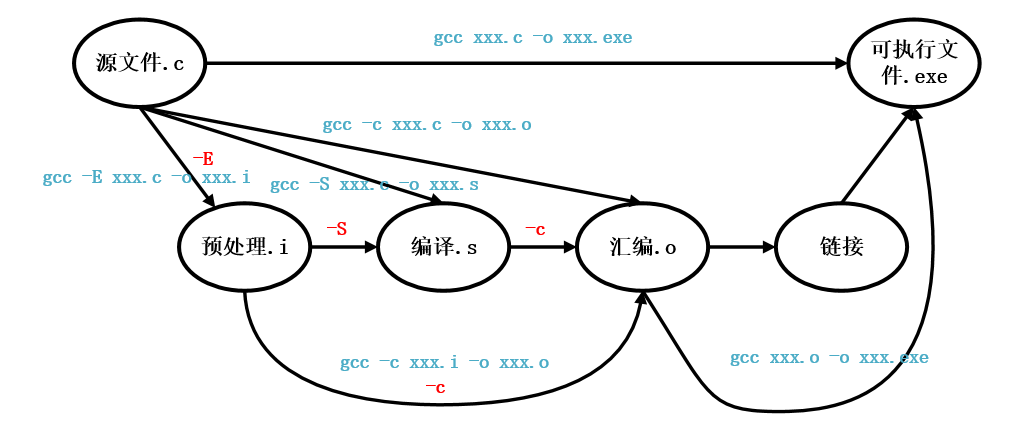 gcc xxx.c -o xxx.exe
源文件.c
可执行文
件.exe
gcc -c xxx.c -o xxx.o
-E
gcc -E xxx.c -o xxx.i
gcc -S xxx.c -o xxx.s
-S
-c
预处理.i
编译.s
汇编.o
链接
gcc -c xxx.i -o xxx.o
-c
gcc xxx.o -o xxx.exe